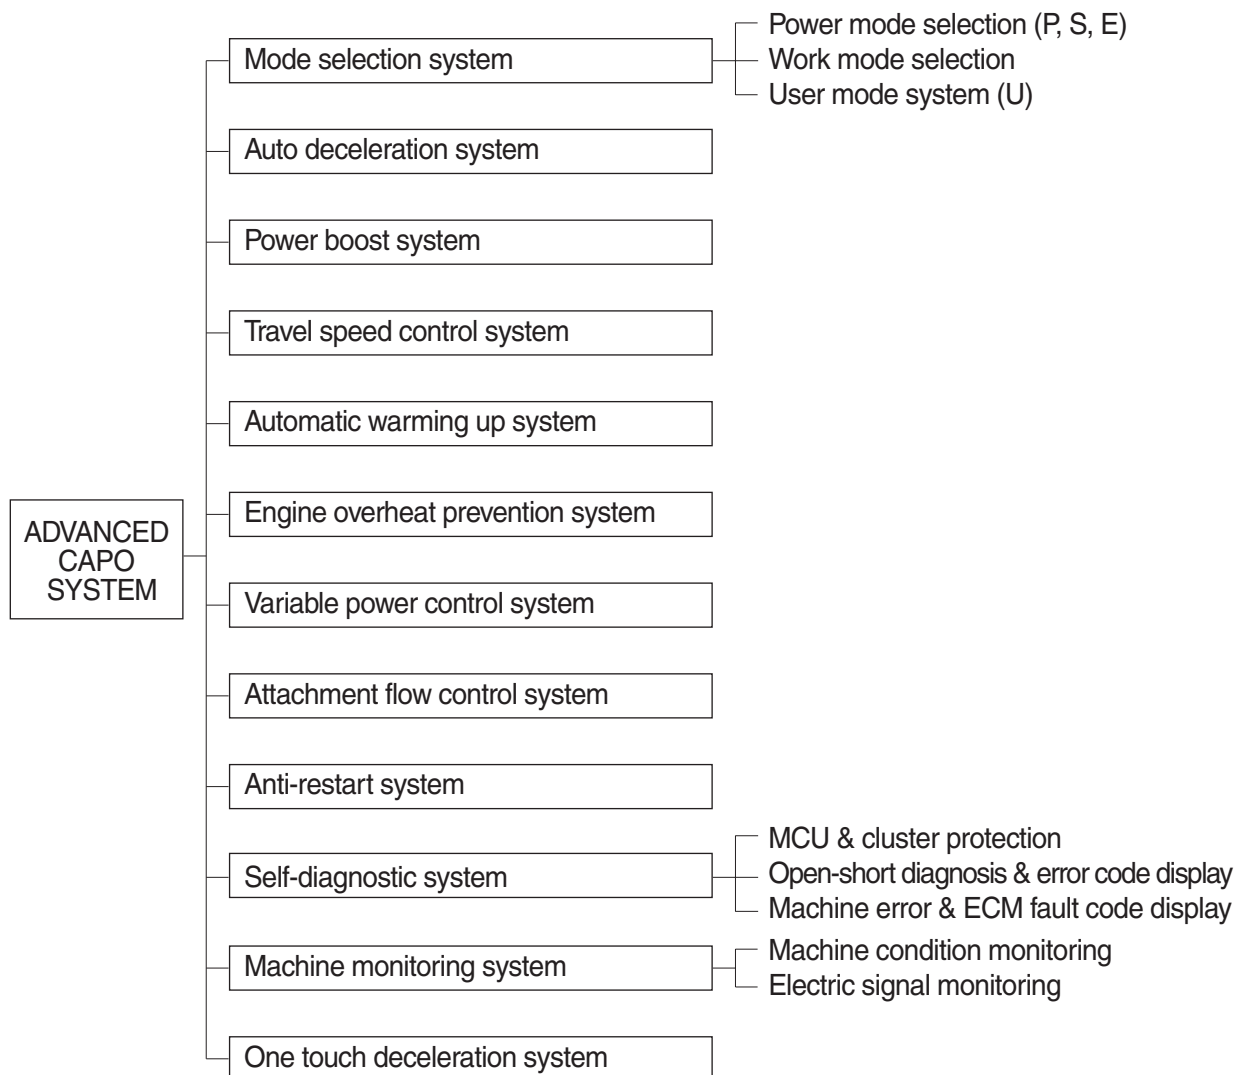 Power mode selection (P, S, E)
Mode selection system
Work mode selection
User mode system (U)
Auto deceleration system
Power boost system
Travel speed control system
Automatic warming up system
Engine overheat prevention system
ADVANCED
CAPO
SYSTEM
Variable power control system
Attachment flow control system
Anti-restart system
MCU & cluster protection
Self-diagnostic system
Open-short diagnosis & error code display
Machine error & ECM fault code display
Machine condition monitoring
Machine monitoring system
Electric signal monitoring
One touch deceleration system